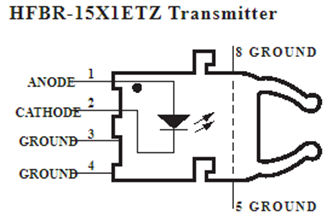 HFBR-15X1ETZ Transmitter
8 GROUND
ANODE 1
CATHODE 2
GROUND 3
GROUND 4
5 GROUND